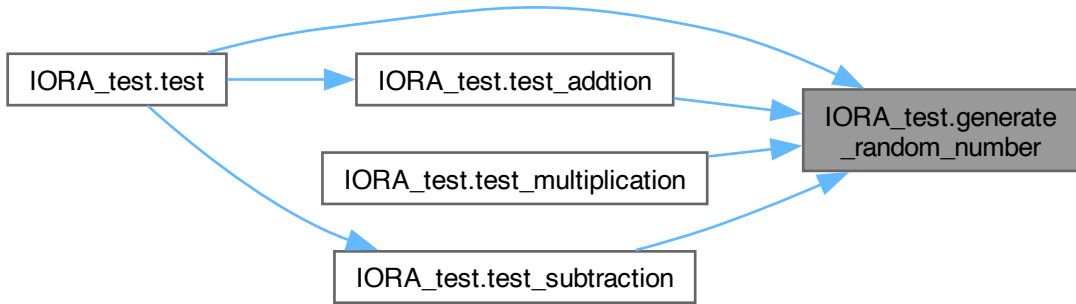 IORA_test.test
IORA_test.test_addtion
IORA_test.generate
_random_number
IORA_test.test_multiplication
IORA_test.test_subtraction